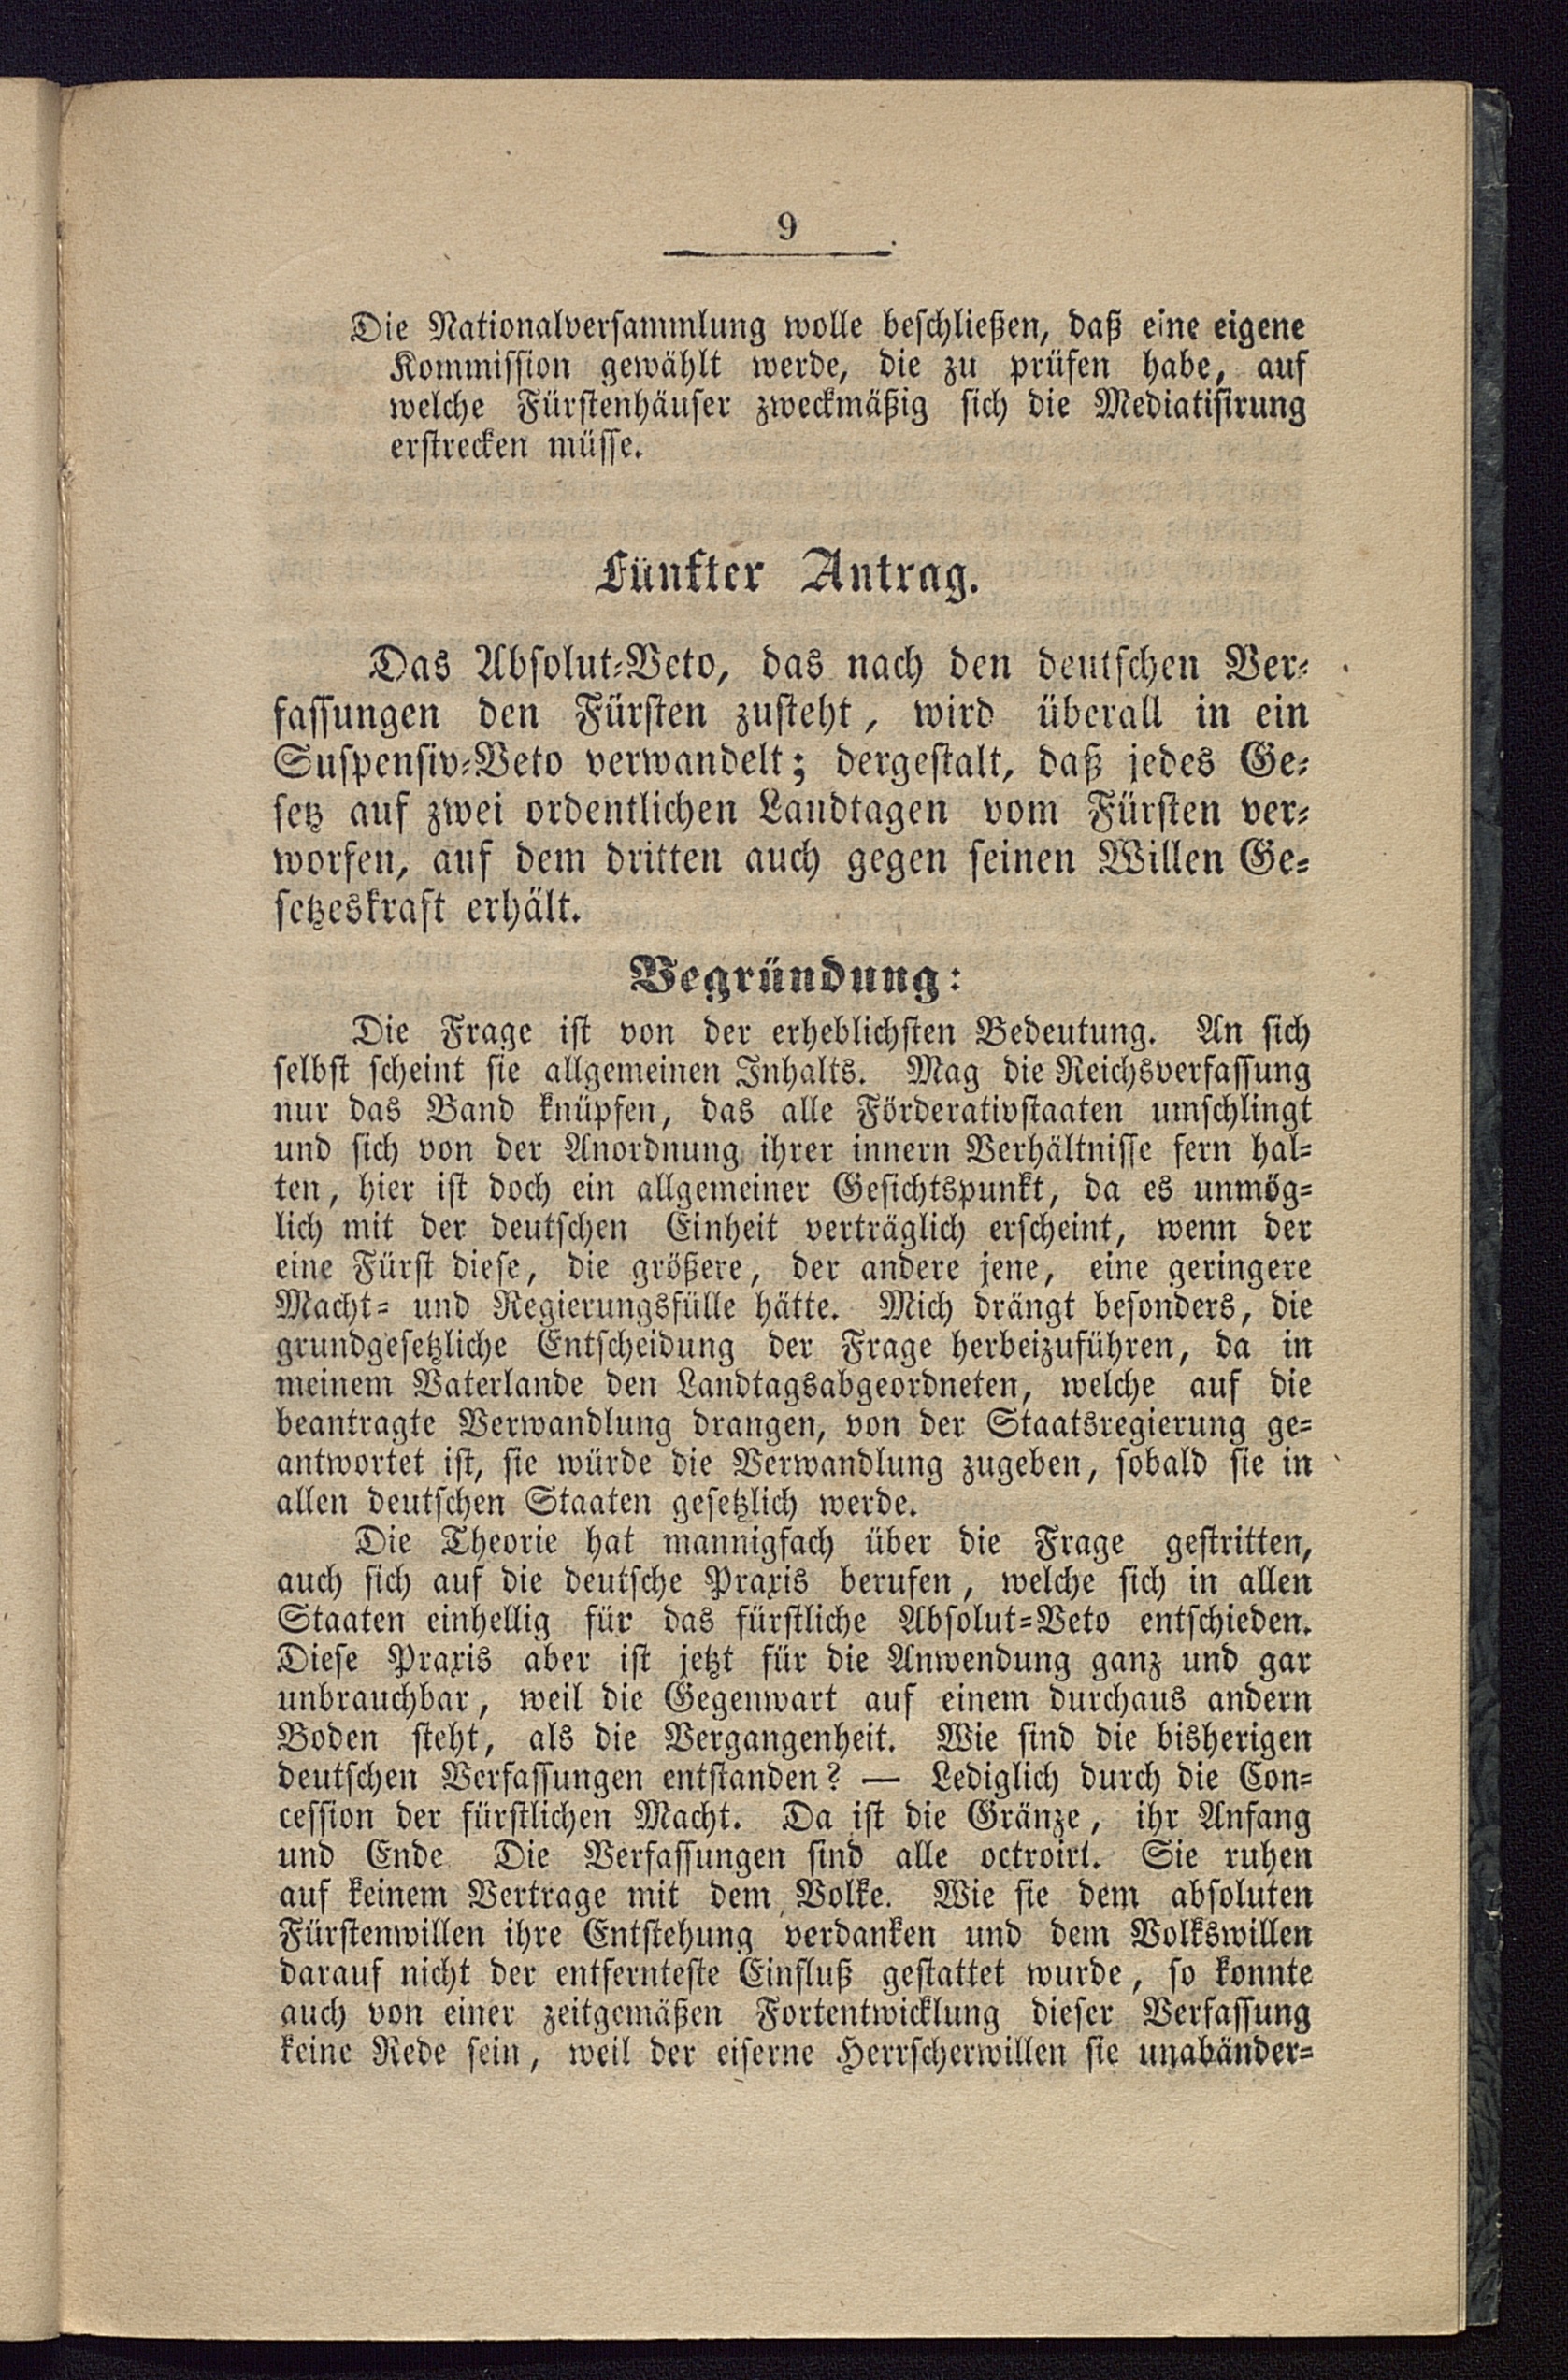 9
Die Nationalversammlung wolle beschließen, daß eine eigene
Kommission gewählt werde, die zu prüfen habe, auf
welche Fürstenhäuser zweckmäßig sich die Mediatisirung
erstrecken müsse.
Fünfter Antrag.
Das Absolut-Veto, das nach den deutschen Ver-
fassungen den Fürsten zusteht, wird überall in ein
Suspensiv-Veto verwandelt; dergestalt, daß jedes Ge-
setz auf zwei ordentlichen Landtagen vom Fürsten ver-
worfen, auf dem dritten auch gegen seinen Willen Ge-
setzeskraft erhält.
Begründung:
Die Frage ist von der erheblichsten Bedeutung. An sich
selbst scheint sie allgemeinen Inhalts. Mag die Reichsverfassung
nur das Band knüpfen, das alle Förderativstaaten umschlingt
und sich von der Anordnung ihrer innern Verhältnisse fern hal-
ten, hier ist doch ein allgemeiner Gesichtspunkt, da es unmög-
lich mit der deutschen Einheit verträglich erscheint, wenn der
eine Fürst diese, die größere, der andere jene, eine geringere
Macht- und Regierungsfülle hätte. Mich drängt besonders, die
grundgesetzliche Entscheidung der Frage herbeizuführen, da in
meinem Vaterlande den Landtagsabgeordneten, welche auf die
beantragte Verwandlung drangen, von der Staatsregierung ge-
antwortet ist, sie würde die Verwandlung zugeben, sobald sie in
allen deutschen Staaten gesetzlich werde.
Die Theorie hat mannigfach über die Frage gestritten,
auch sich auf die deutsche Praxis berufen, welche sich in allen
Staaten einhellig für das fürstliche Absolut-Veto entschieden.
Diese Praxis aber ist jetzt für die Anwendung ganz und gar
unbrauchbar, weil die Gegenwart auf einem durchaus andern
Boden steht, als die Vergangenheit. Wie sind die bisherigen
deutschen Verfassungen entstanden? — Lediglich durch die Con-
cession der fürstlichen Macht. Da ist die Gränze, ihr Anfang
und Ende Die Verfassungen sind alle octroirt. Sie ruhen
auf keinem Vertrage mit dem Volke. Wie sie dem absoluten
Fürstenwillen ihre Entstehung verdanken und dem Volkswillen
darauf nicht der entfernteste Einfluß gestattet wurde, so konnte
auch von einer zeitgemäßen Fortentwicklung dieser Verfassung
keine Rede sein, weil der eiserne Herrscherwillen sie unabänder-